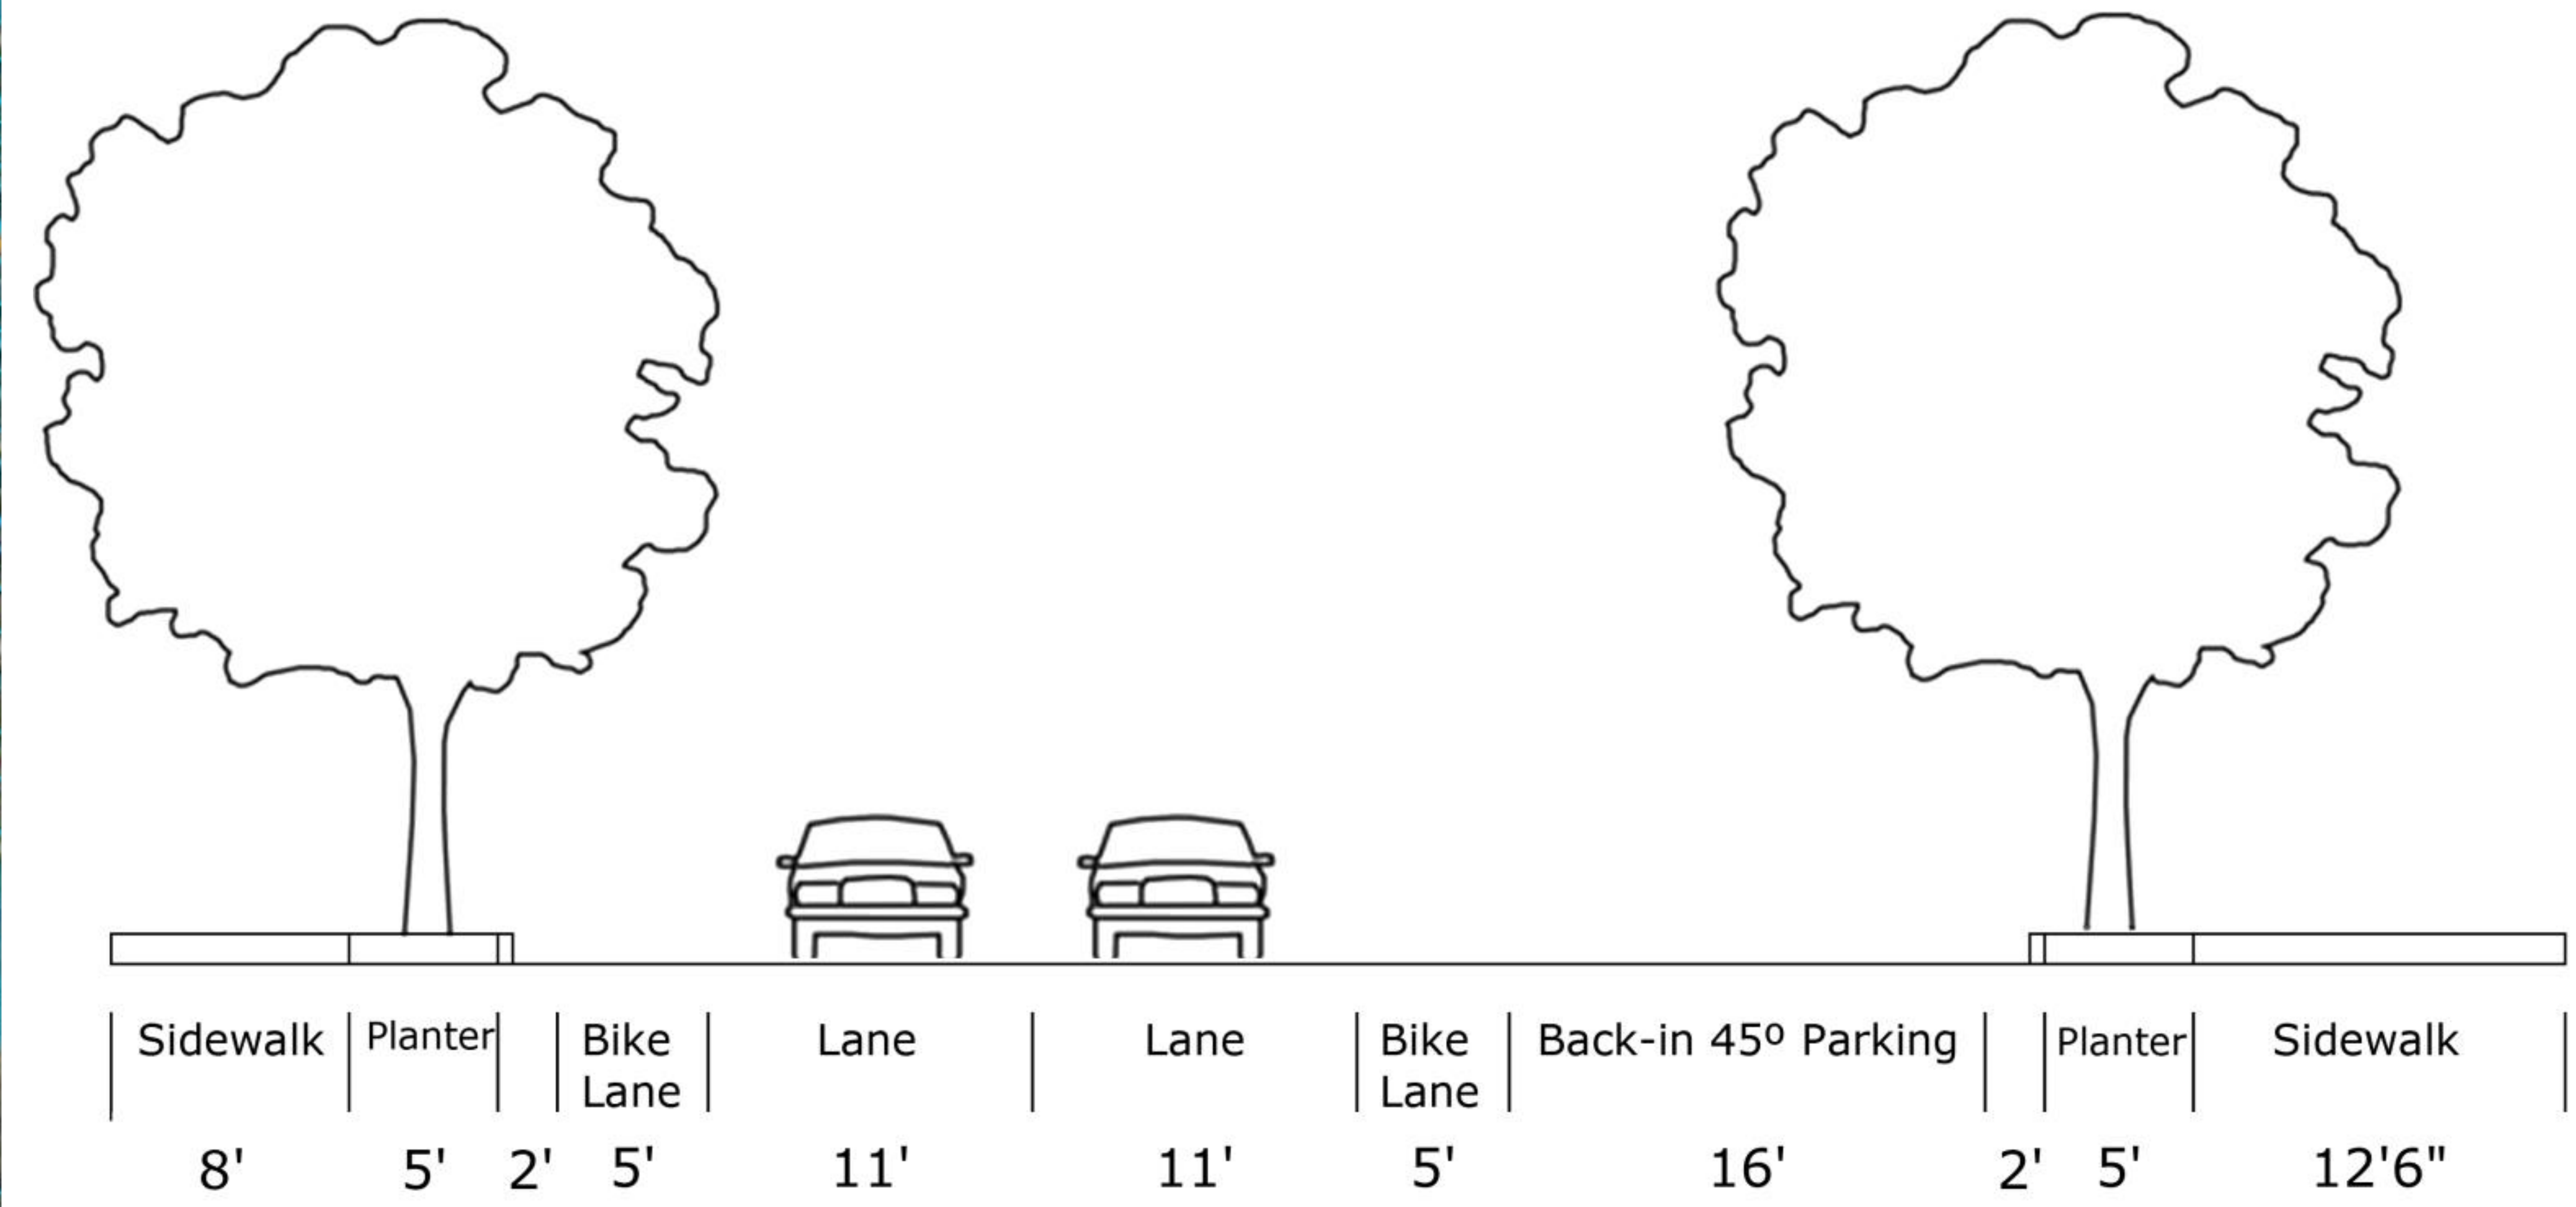 Sidewalk Planter Bike Lane Lane Bike Back-in 45º Parking Planter Sidewalk
Lane Lane
8' 5' 2' 5' 11' 11' 5' 16' 2' 5' 12'6"